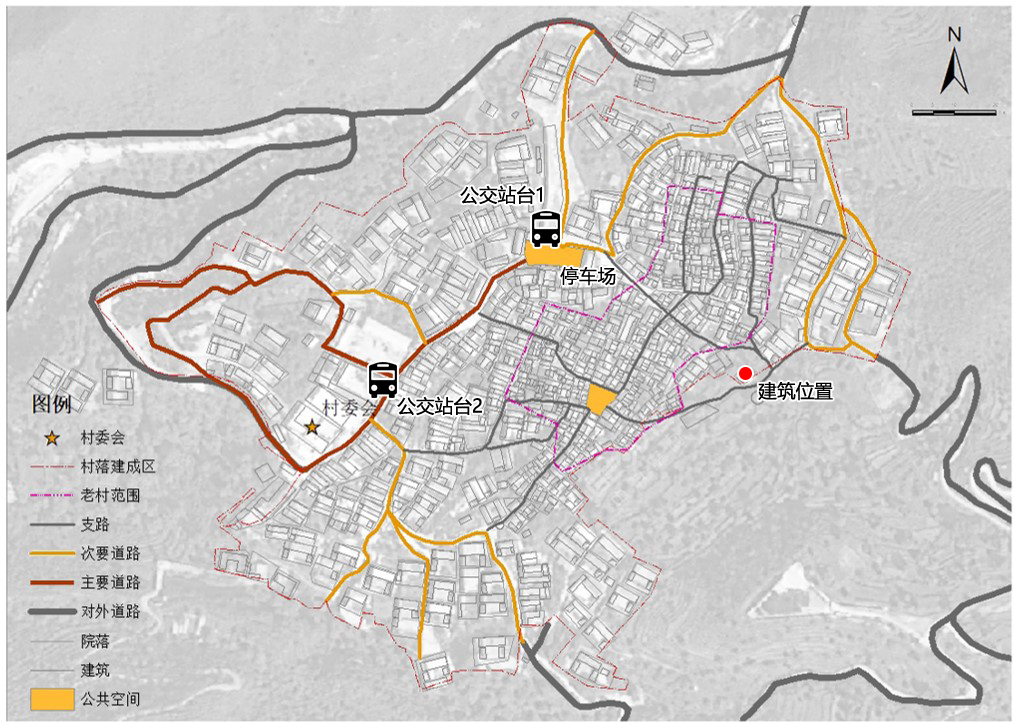 N
公交站台1
停车场
建筑位置
公交站台2
村委会
图例
村委会
村落建成区
老村范围
支路
次要道路
主要道路
对外道路
院落
建筑
公共空间